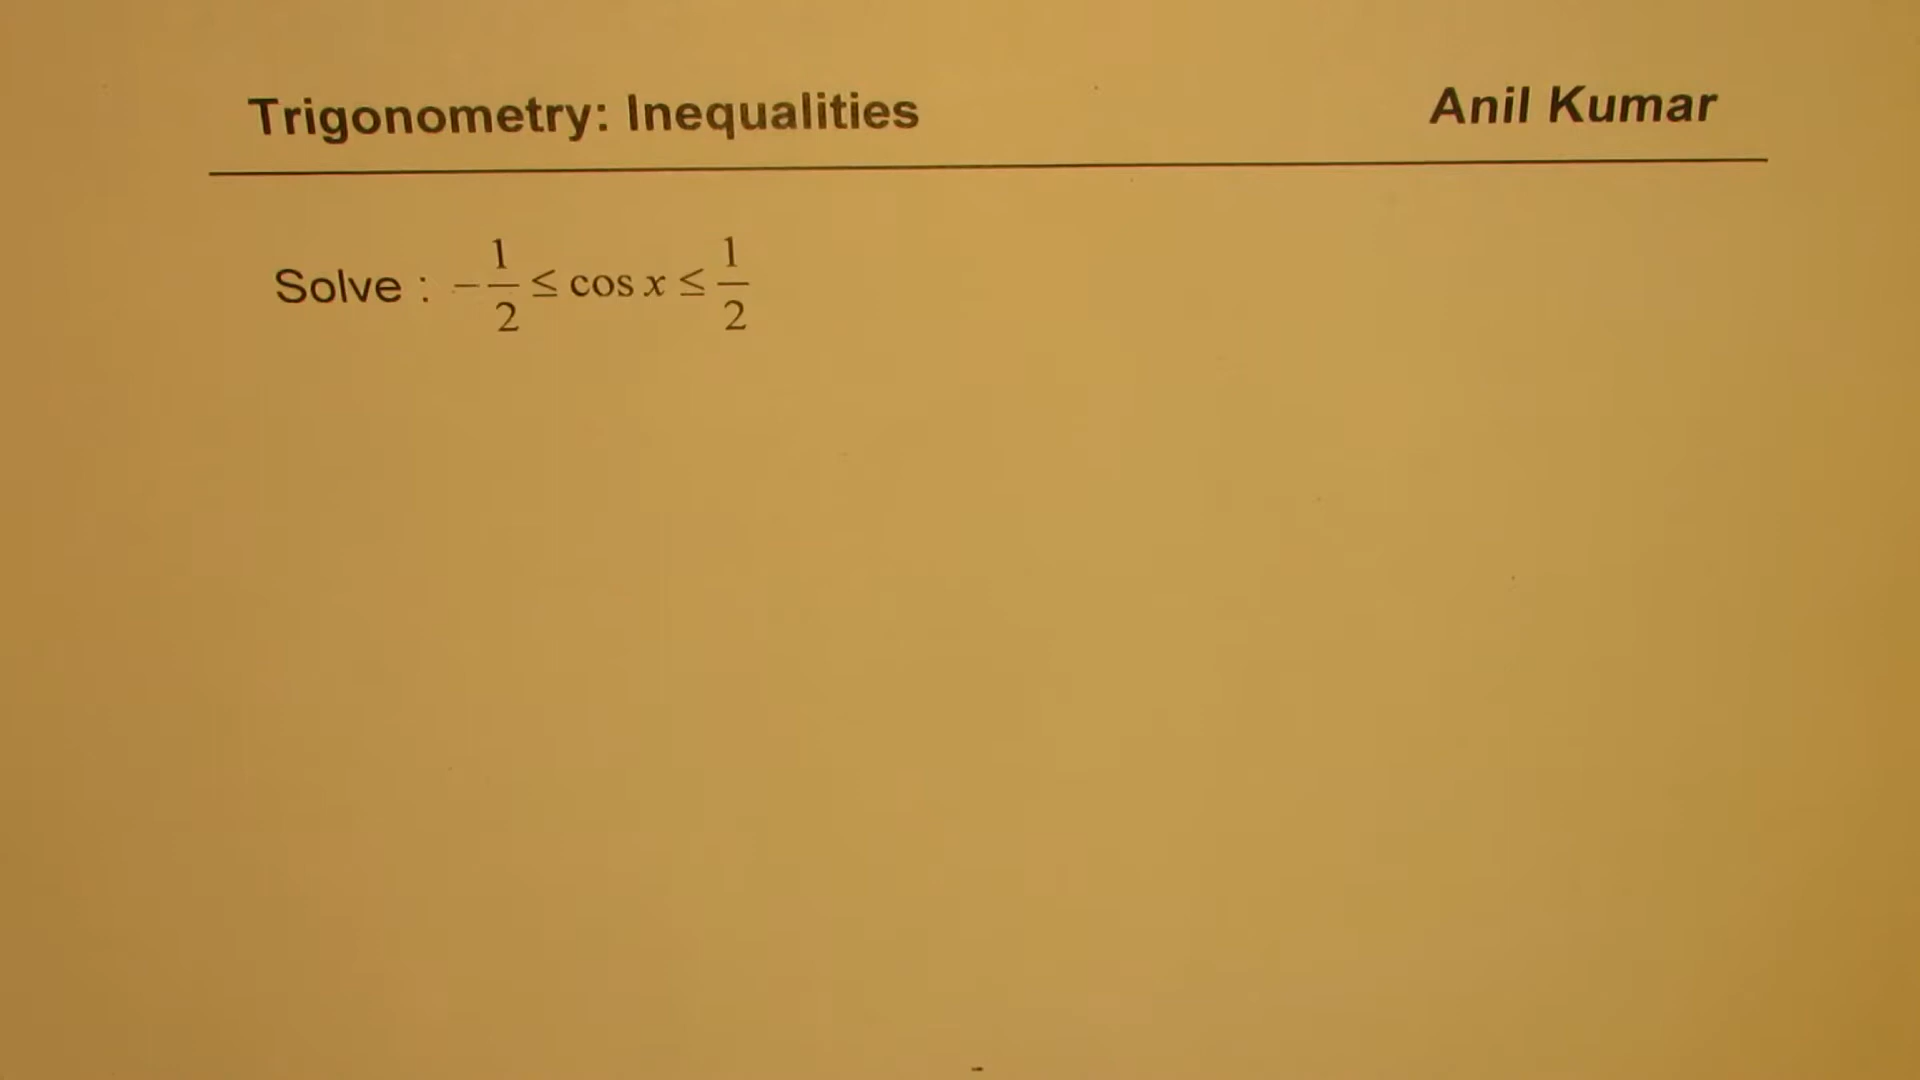 Trigonometry: Inequalities
Anil Kumar
Solve : −1/2 ≤ cos x ≤ 1/2